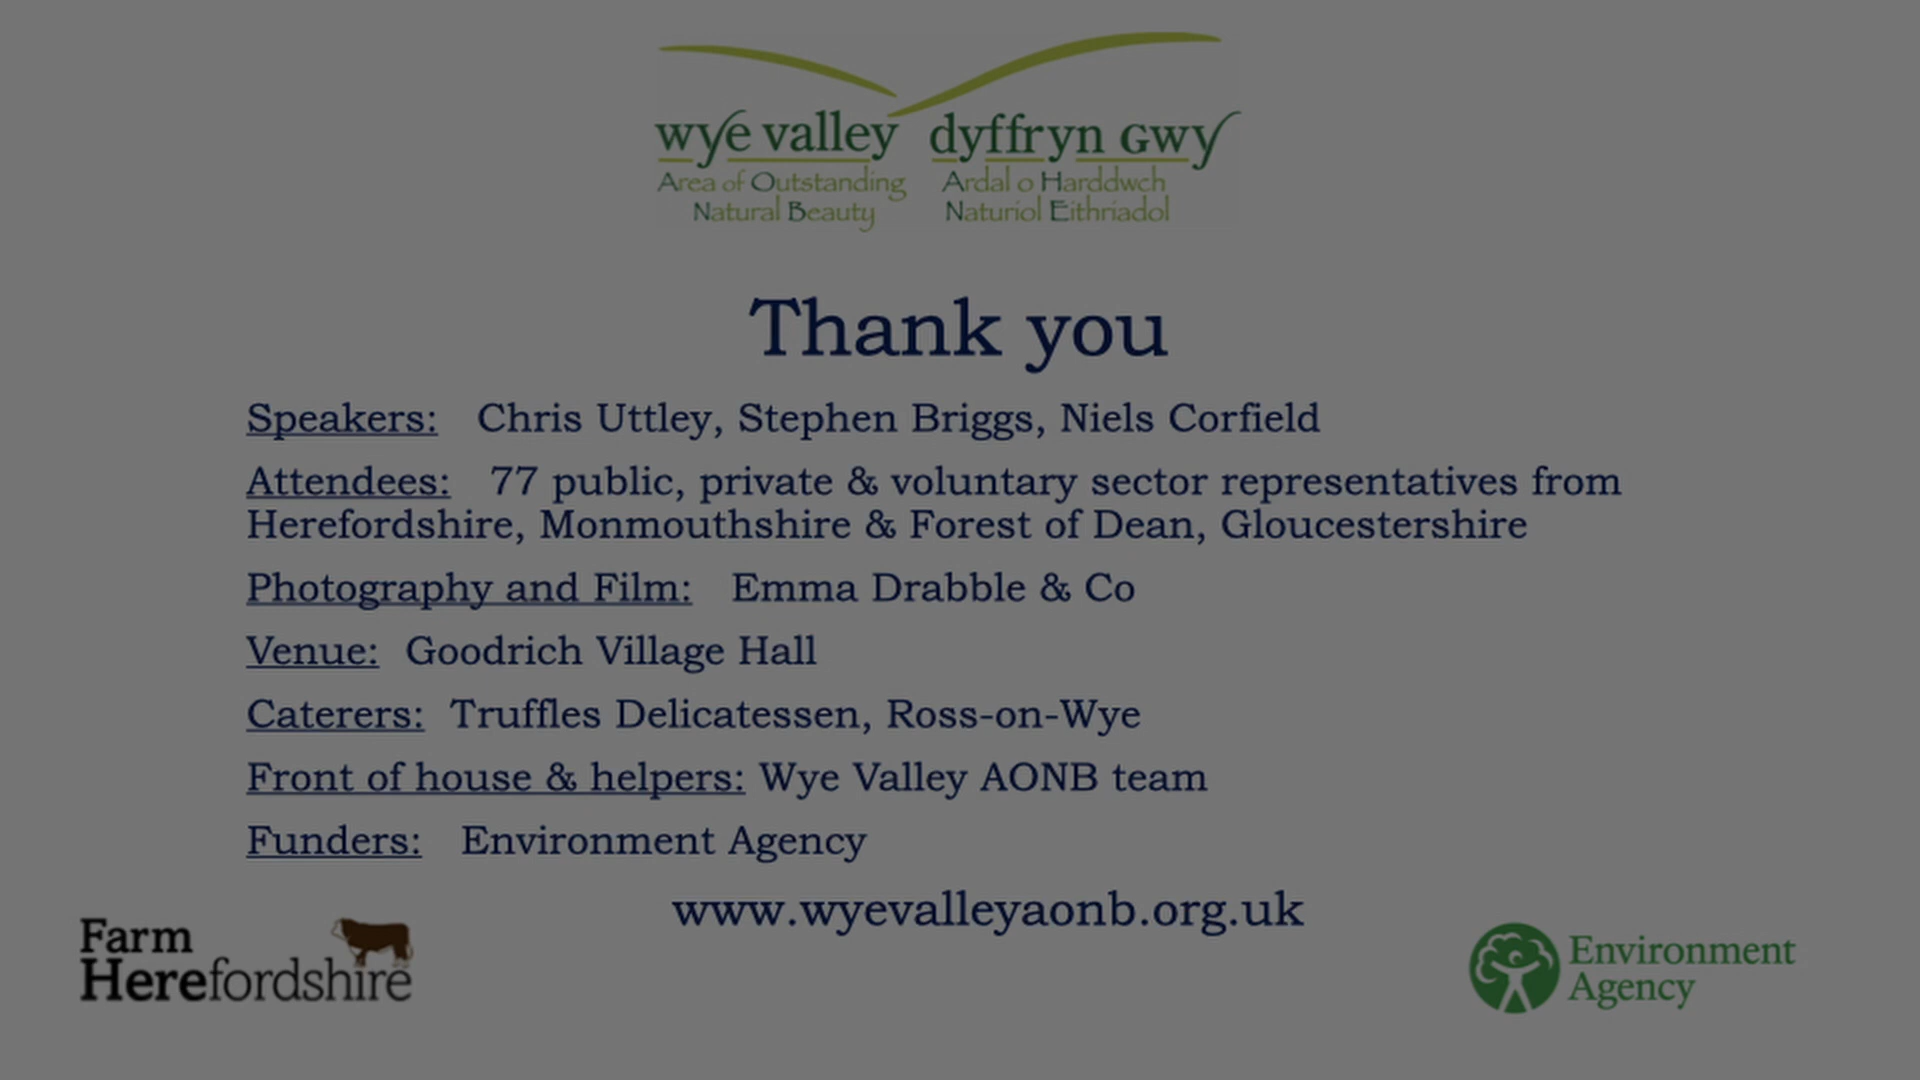 wye valley dyffryn Gwy
Area of Outstanding Ardal o Harddwch
Natural Beauty Naturiol Eithriadol
Thank you
Speakers: Chris Uttley, Stephen Briggs, Niels Corfield
Attendees: 77 public, private & voluntary sector representatives from
Herefordshire, Monmouthshire & Forest of Dean, Gloucestershire
Photography and Film: Emma Drabble & Co
Venue: Goodrich Village Hall
Caterers: Truffles Delicatessen, Ross-on-Wye
Front of house & helpers: Wye Valley AONB team
Funders: Environment Agency
www.wyevalleyaonb.org.uk
Farm
Herefordshire
Environment
Agency